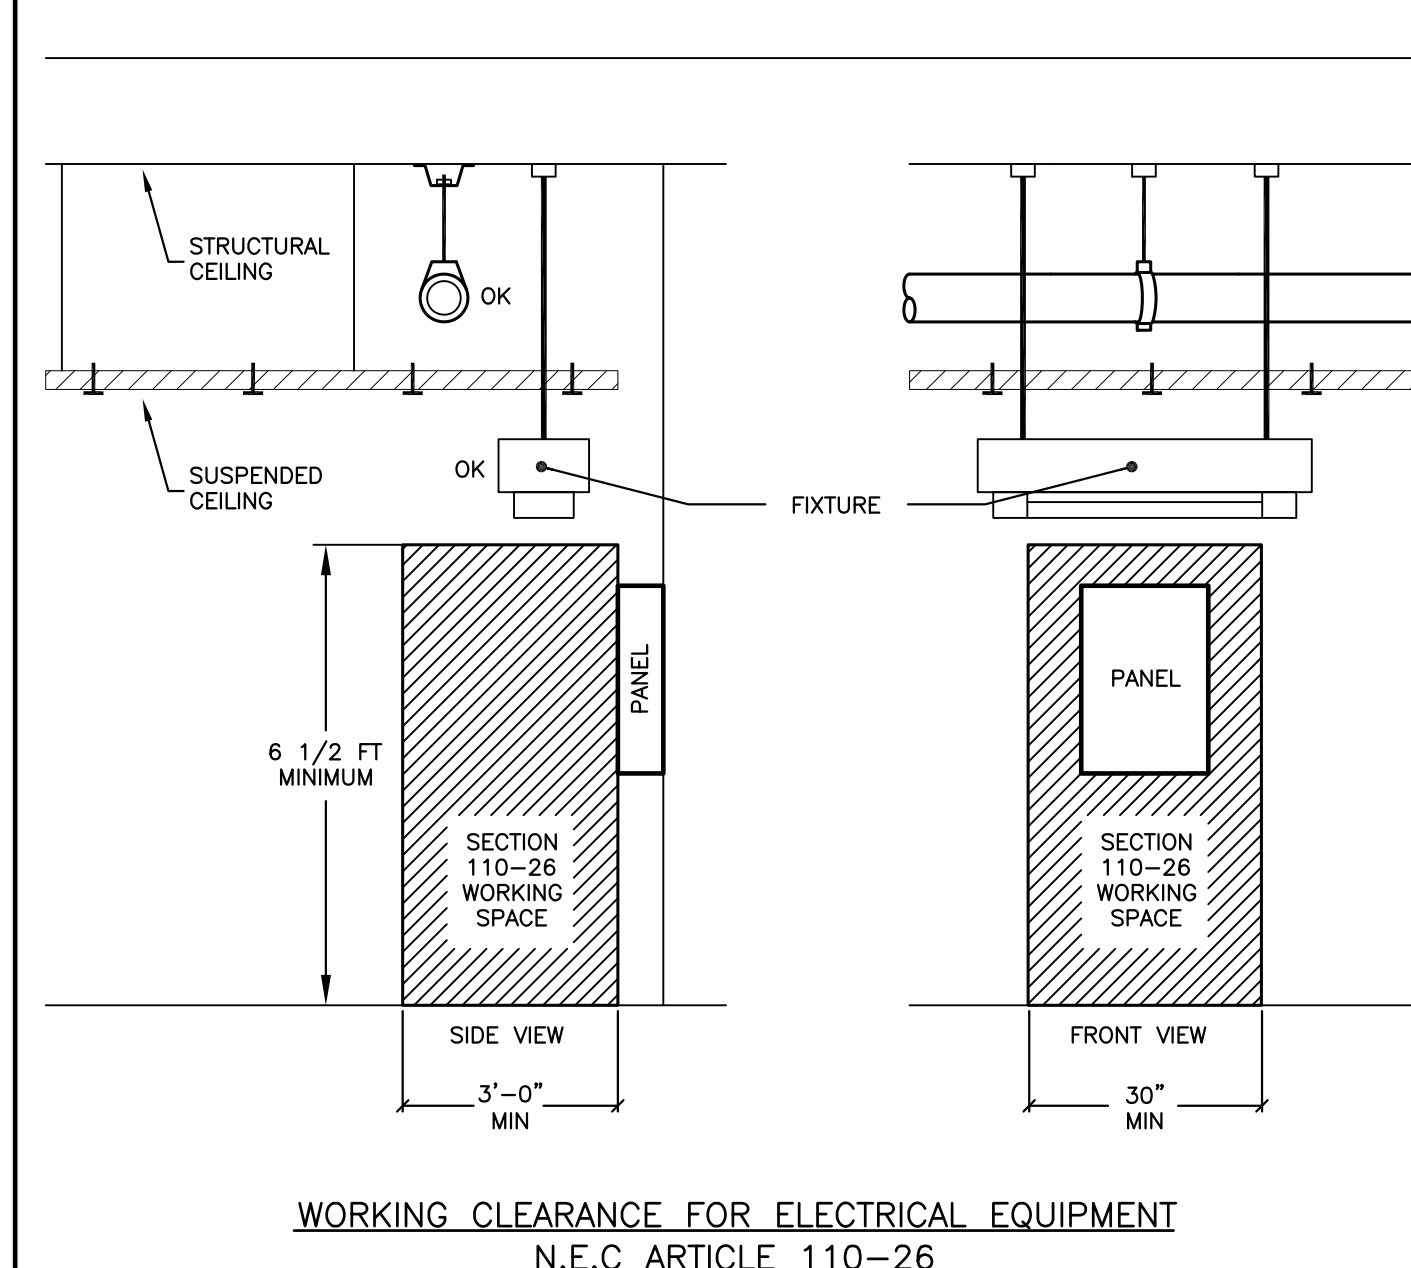 STRUCTURAL
CEILING
OK
SUSPENDED
CEILING
OK
FIXTURE
PANEL
PANEL
6 1/2 FT
MINIMUM
SECTION
110-26
WORKING
SPACE
SECTION
110-26
WORKING
SPACE
SIDE VIEW
FRONT VIEW
3'-0"
MIN
30"
MIN
WORKING CLEARANCE FOR ELECTRICAL EQUIPMENT
N.E.C ARTICLE 110-26